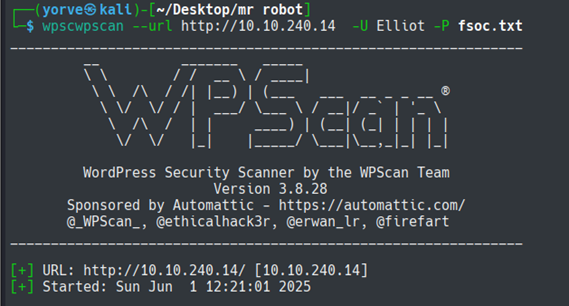 (yorve㉿kali)-[~/Desktop/mr robot]
$ wpscwpscan --url http://10.10.240.14  -U Elliot -P fsoc.txt
WPScan ®
WordPress Security Scanner by the WPScan Team
Version 3.8.28
Sponsored by Automattic - https://automattic.com/
@_WPScan_, @ethicalhack3r, @erwan_lr, @firefart
[+] URL: http://10.10.240.14/ [10.10.240.14]
[+] Started: Sun Jun  1 12:21:01 2025